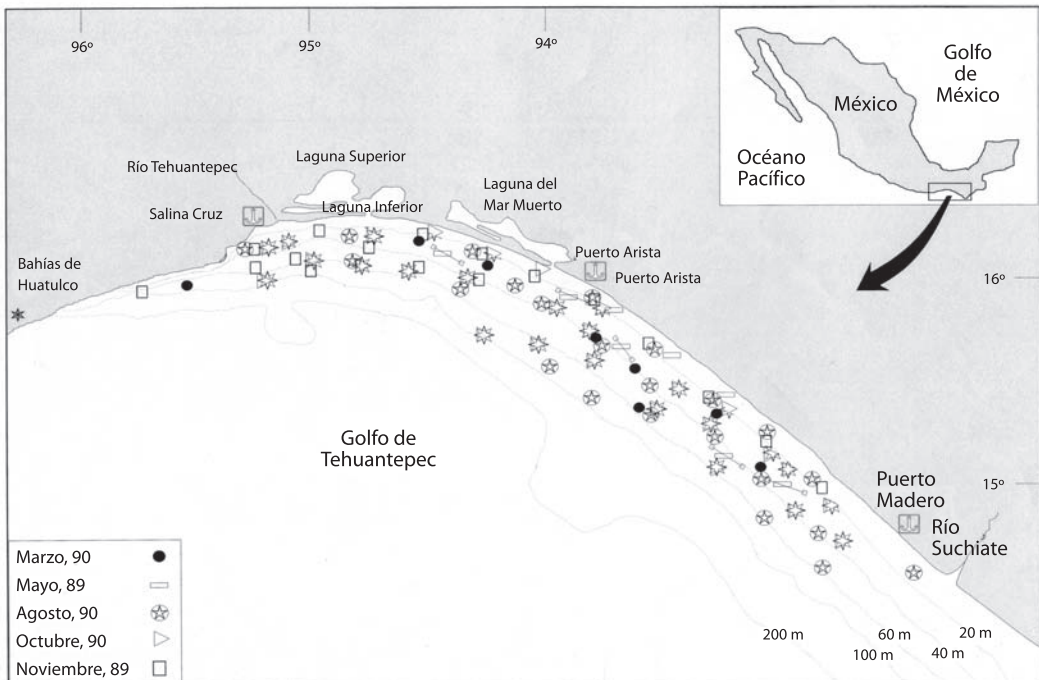 96º
95º
94º
Golfo
de
México
México
Océano
Pacífico
Laguna Superior
Río Tehuantepec
Laguna del
Mar Muerto
Salina Cruz
Laguna Inferior
Puerto Arista
Bahías de
Huatulco
Puerto Arista
16º
Golfo de
Tehuantepec
15º
Puerto
Madero
Río
Suchiate
Marzo, 90
Mayo, 89
Agosto, 90
Octubre, 90
Noviembre, 89
200 m
60 m
20 m
100 m
40 m